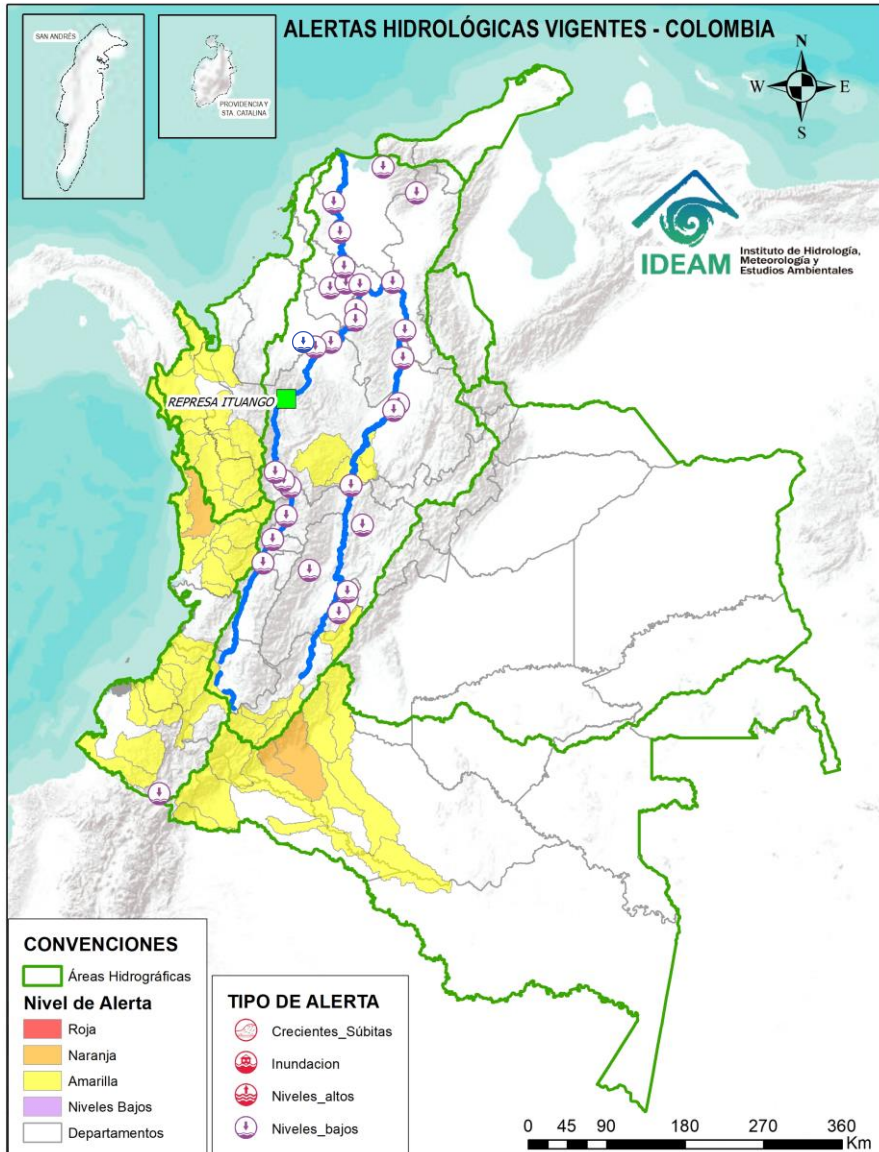 SAN ANDRÉS
PROVIDENCIA Y
STA. CATALINA
ALERTAS HIDROLÓGICAS VIGENTES - COLOMBIA
N
W
E
S
IDEAM
Instituto de Hidrología,
Meteorología y
Estudios Ambientales
REPRESA ITUANGO
CONVENCIONES
Áreas Hidrográficas
Nivel de Alerta
Roja
Naranja
Amarilla
Niveles Bajos
Departamentos
TIPO DE ALERTA
Crecientes_Súbitas
Inundacion
Niveles_altos
Niveles_bajos
0 45 90 180 270 360
Km